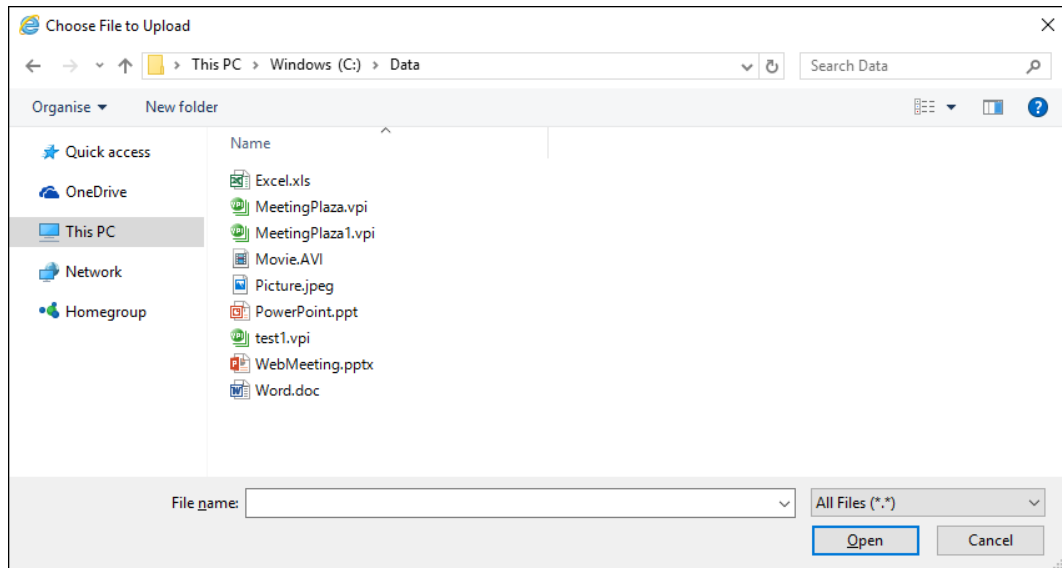 Choose File to Upload
This PC > Windows (C:) > Data
Search Data
Organise
New folder
Quick access
OneDrive
This PC
Network
Homegroup
Name
Excel.xls
MeetingPlaza.vpi
MeetingPlaza1.vpi
Movie.AVI
Picture.jpeg
PowerPoint.ppt
test1.vpi
WebMeeting.pptx
Word.doc
File name:
All Files (*.*)
Open
Cancel